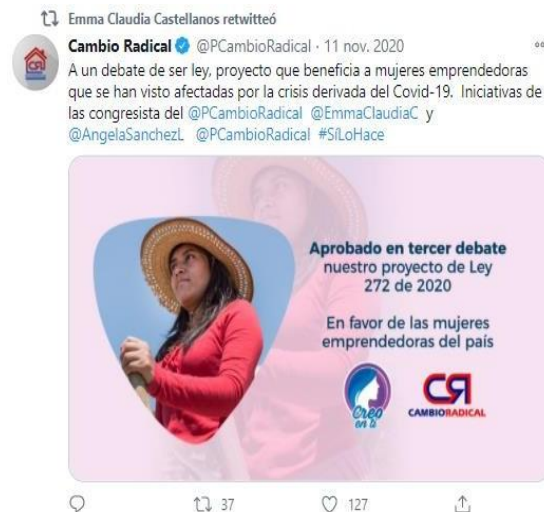 Emma Claudia Castellanos retwitteó
Cambio Radical @PCambioRadical · 11 nov. 2020
A un debate de ser ley, proyecto que beneficia a mujeres emprendedoras
que se han visto afectadas por la crisis derivada del Covid-19. Iniciativas de
las congresista del @PCambioRadical @EmmaClaudiaC y
@AngelaSanchezL @PCambioRadical #SíLoHace
CR
Aprobado en tercer debate
nuestro proyecto de Ley
272 de 2020
En favor de las mujeres
emprendedoras del país
Creo
en ti
CR
CAMBIORADICAL
37
127